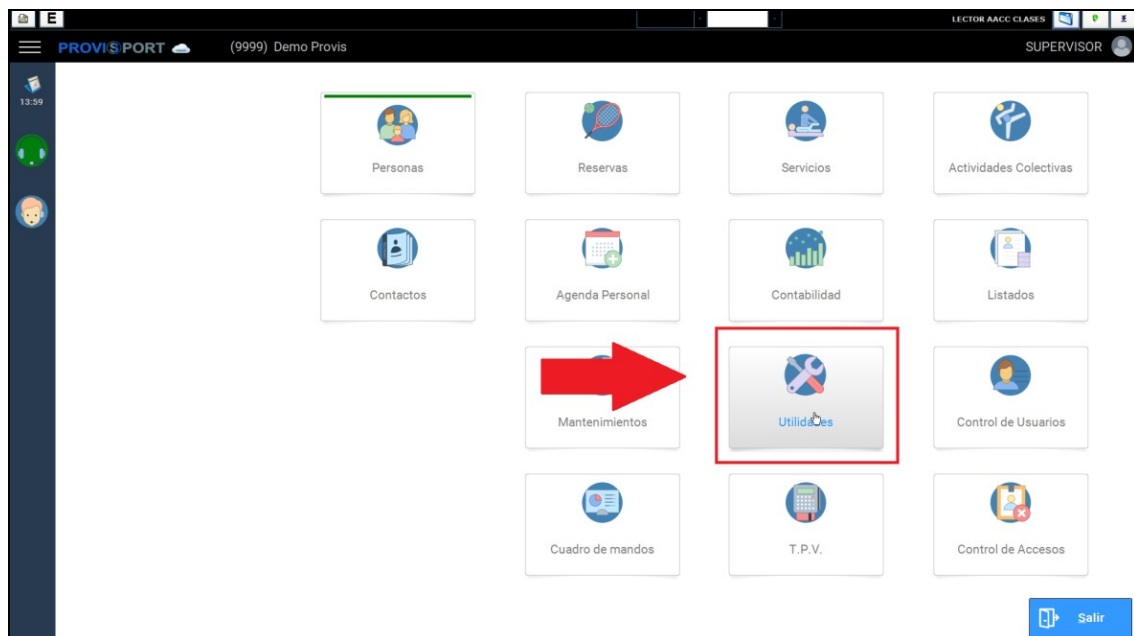 E
LECTOR AACC CLASES
PROVISPORT
(9999) Demo Provis
SUPERVISOR
13:59
Personas
Reservas
Servicios
Actividades Colectivas
Contactos
Agenda Personal
Contabilidad
Listados
Mantenimientos
Utilidades
Control de Usuarios
Cuadro de mandos
T.P.V.
Control de Accesos
Salir